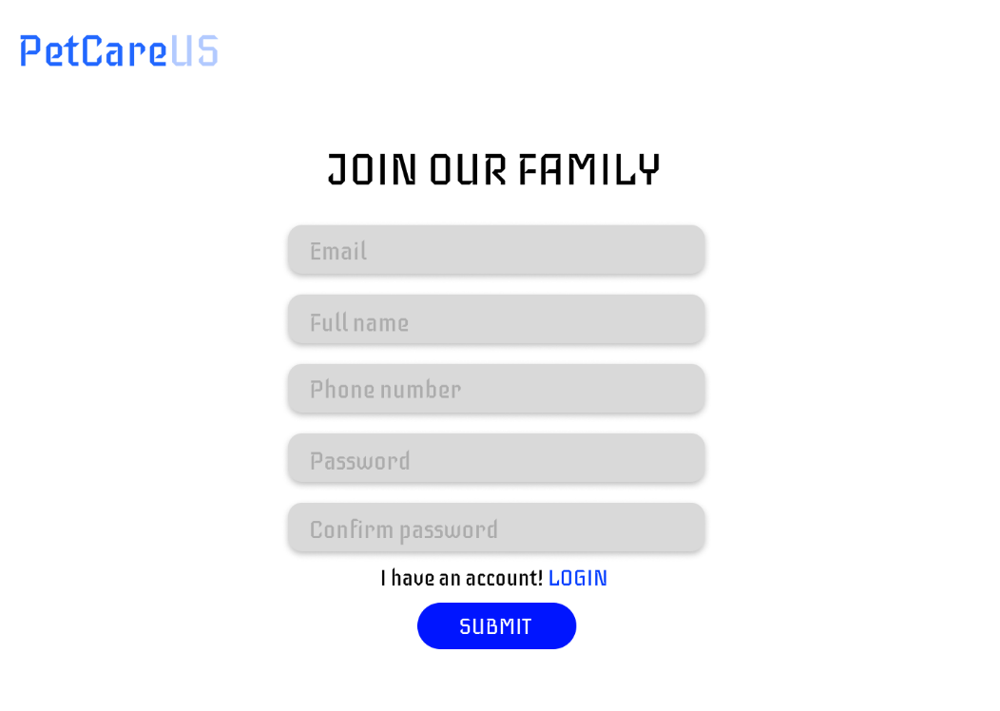 PetCareUS
JOIN OUR FAMILY
Email
Full name
Phone number
Password
Confirm password
I have an account! LOGIN
SUBMIT